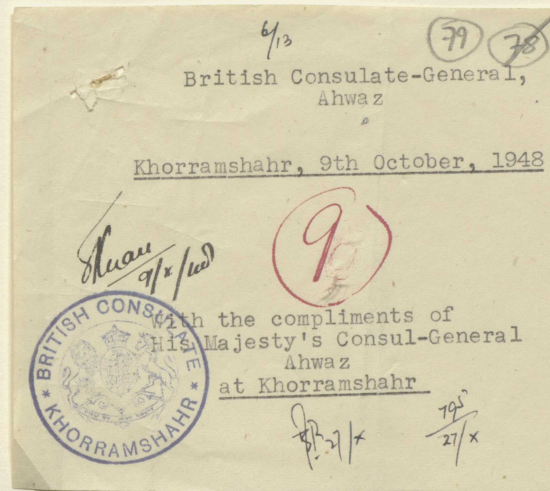 6/13
79 78
British Consulate-General,
Ahwaz
Khorramshahr, 9th October, 1948
9
With the compliments of
His Majesty's Consul-General
Ahwaz
at Khorramshahr
BRITISH CONSULATE
* KHORRAMSHAHR *
27/x
27/x